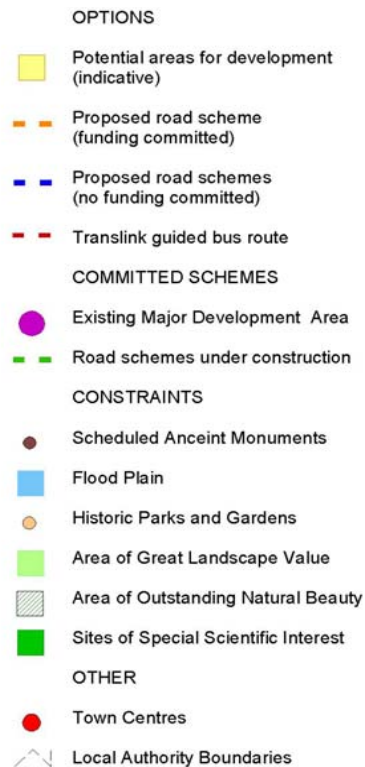 OPTIONS
Potential areas for development
(indicative)
Proposed road scheme
(funding committed)
Proposed road schemes
(no funding committed)
Translink guided bus route
COMMITTED SCHEMES
Existing Major Development Area
Road schemes under construction
CONSTRAINTS
Scheduled Anceint Monuments
Flood Plain
Historic Parks and Gardens
Area of Great Landscape Value
Area of Outstanding Natural Beauty
Sites of Special Scientific Interest
OTHER
Town Centres
Local Authority Boundaries